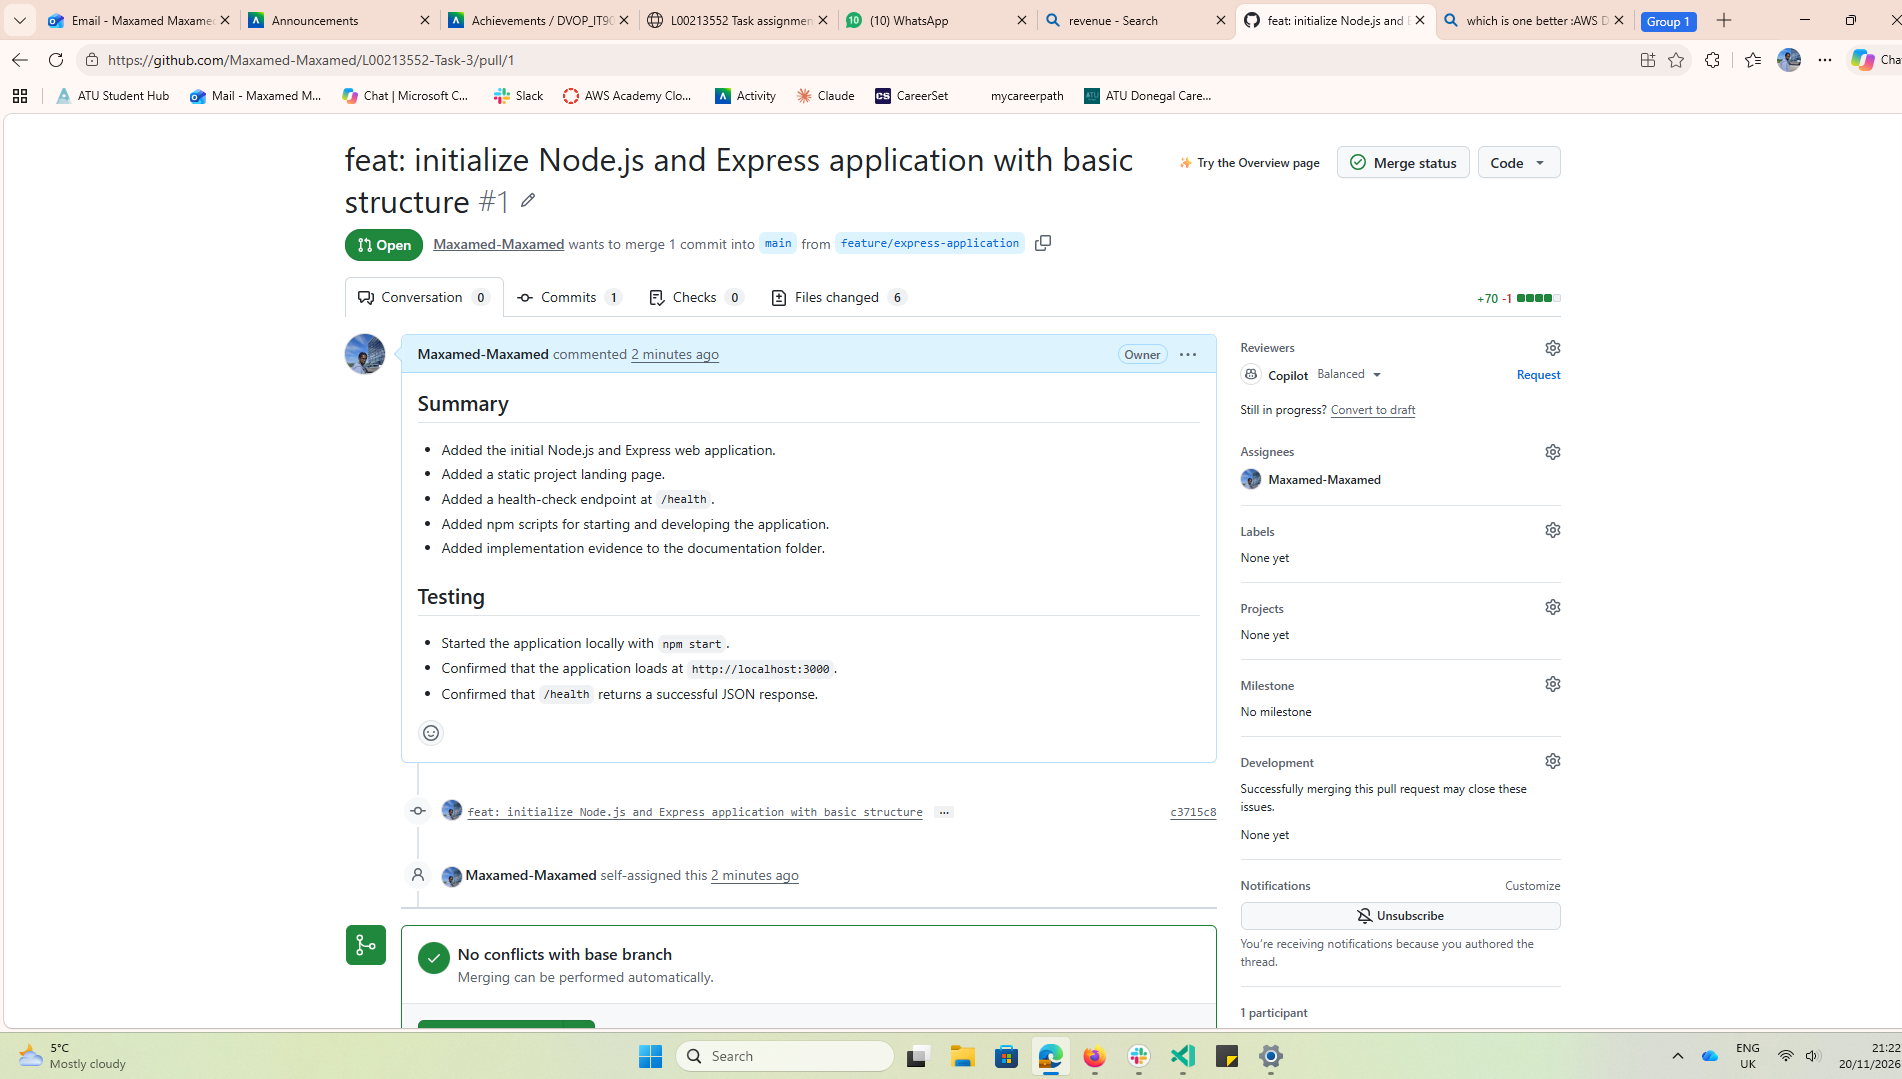 Email - Maxamed Maxamed
Announcements
Achievements / DVOP_IT90
L00213552 Task assignmen
(10) WhatsApp
revenue - Search
feat: initialize Node.js and E
which is one better :AWS D
Group 1
https://github.com/Maxamed-Maxamed/L00213552-Task-3/pull/1
Cha
ATU Student Hub
Mail - Maxamed M...
Chat | Microsoft C...
Slack
AWS Academy Clo...
Activity
Claude
CareerSet
mycareerpath
ATU Donegal Care...
feat: initialize Node.js and Express application with basic
structure #1
Try the Overview page
Merge status
Code
Open
Maxamed-Maxamed wants to merge 1 commit into main from feature/express-application
Conversation 0
Commits 1
Checks 0
Files changed 6
+70 -1
Maxamed-Maxamed commented 2 minutes ago
Owner
Summary
Added the initial Node.js and Express web application.
Added a static project landing page.
Added a health-check endpoint at /health.
Added npm scripts for starting and developing the application.
Added implementation evidence to the documentation folder.
Testing
Started the application locally with npm start.
Confirmed that the application loads at http://localhost:3000.
Confirmed that /health returns a successful JSON response.
feat: initialize Node.js and Express application with basic structure
c3715c8
Maxamed-Maxamed self-assigned this 2 minutes ago
No conflicts with base branch
Merging can be performed automatically.
Reviewers
Copilot Balanced
Request
Still in progress? Convert to draft
Assignees
Maxamed-Maxamed
Labels
None yet
Projects
None yet
Milestone
No milestone
Development
Successfully merging this pull request may close these
issues.
None yet
Notifications
Customize
Unsubscribe
You're receiving notifications because you authored the
thread.
1 participant
5°C
Mostly cloudy
Search
ENG
UK
21:22
20/11/2026